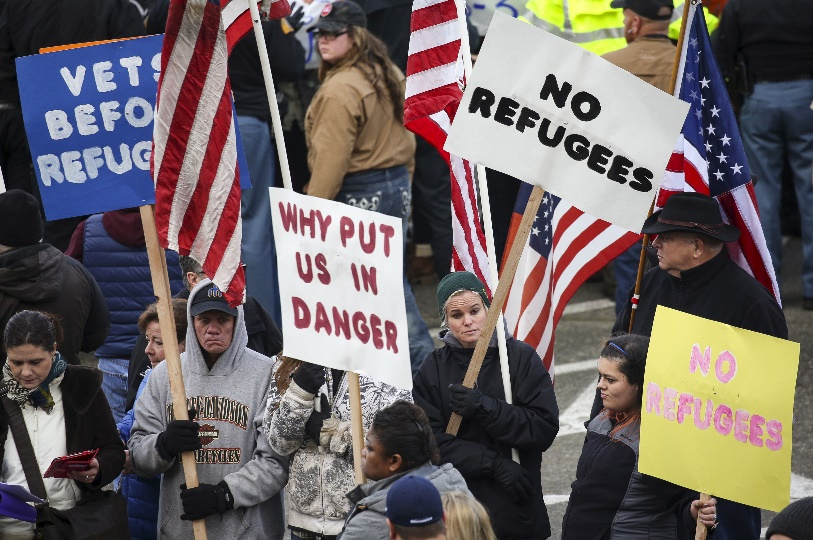 VETS
BEFO
REFUG
NO
REFUGEES
WHY PUT
US IN
DANGER
NO
REFUGEES